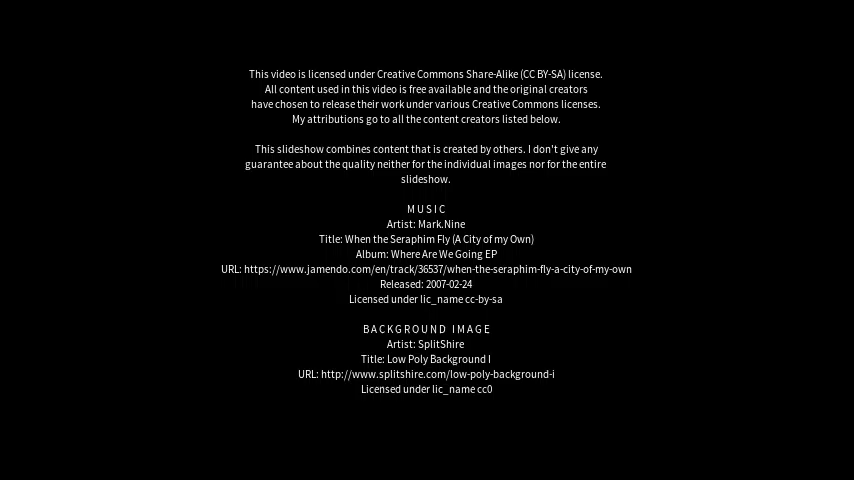 This video is licensed under Creative Commons Share-Alike (CC BY-SA) license.
All content used in this video is free available and the original creators
have chosen to release their work under various Creative Commons licenses.
My attributions go to all the content creators listed below.
This slideshow combines content that is created by others. I don't give any
guarantee about the quality neither for the individual images nor for the entire
slideshow.
MUSIC
Artist: Mark.Nine
Title: When the Seraphim Fly (A City of my Own)
Album: Where Are We Going EP
URL: https://www.jamendo.com/en/track/36537/when-the-seraphim-fly-a-city-of-my-own
Released: 2007-02-24
Licensed under lic_name cc-by-sa
BACKGROUND IMAGE
Artist: SplitShire
Title: Low Poly Background I
URL: http://www.splitshire.com/low-poly-background-i
Licensed under lic_name cc0